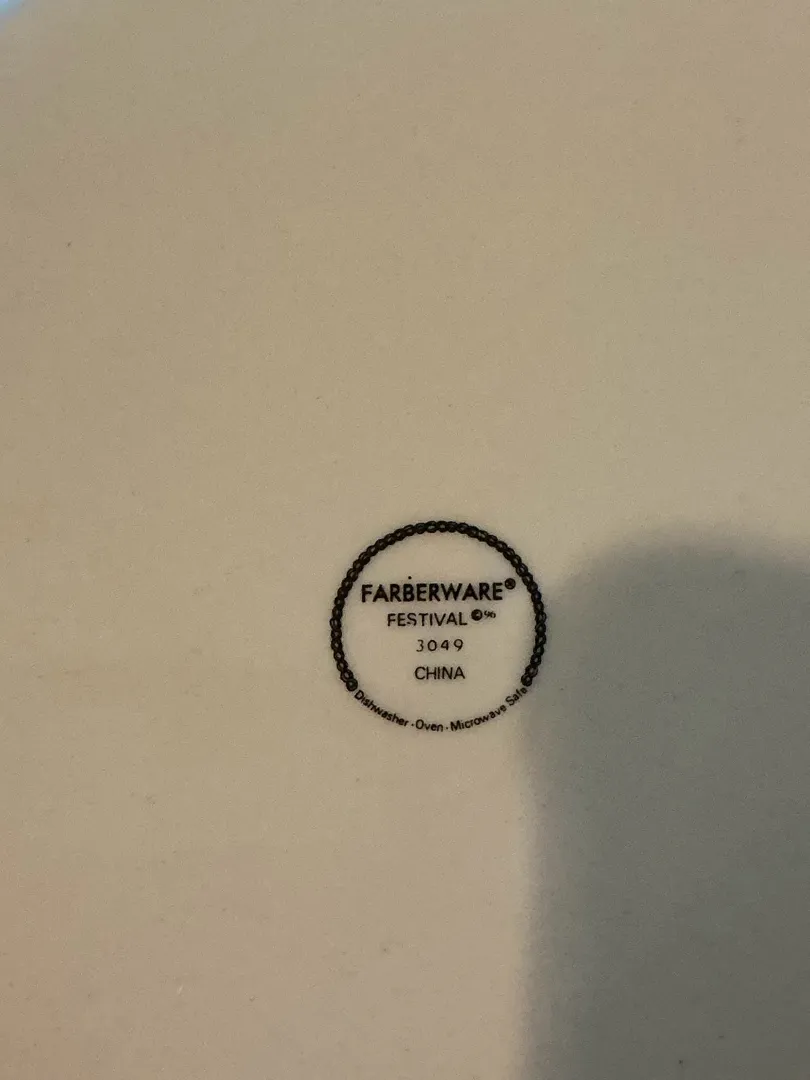 FARBERWARE®
FESTIVAL ©96
3049
CHINA
Dishwasher · Oven · Microwave Safe